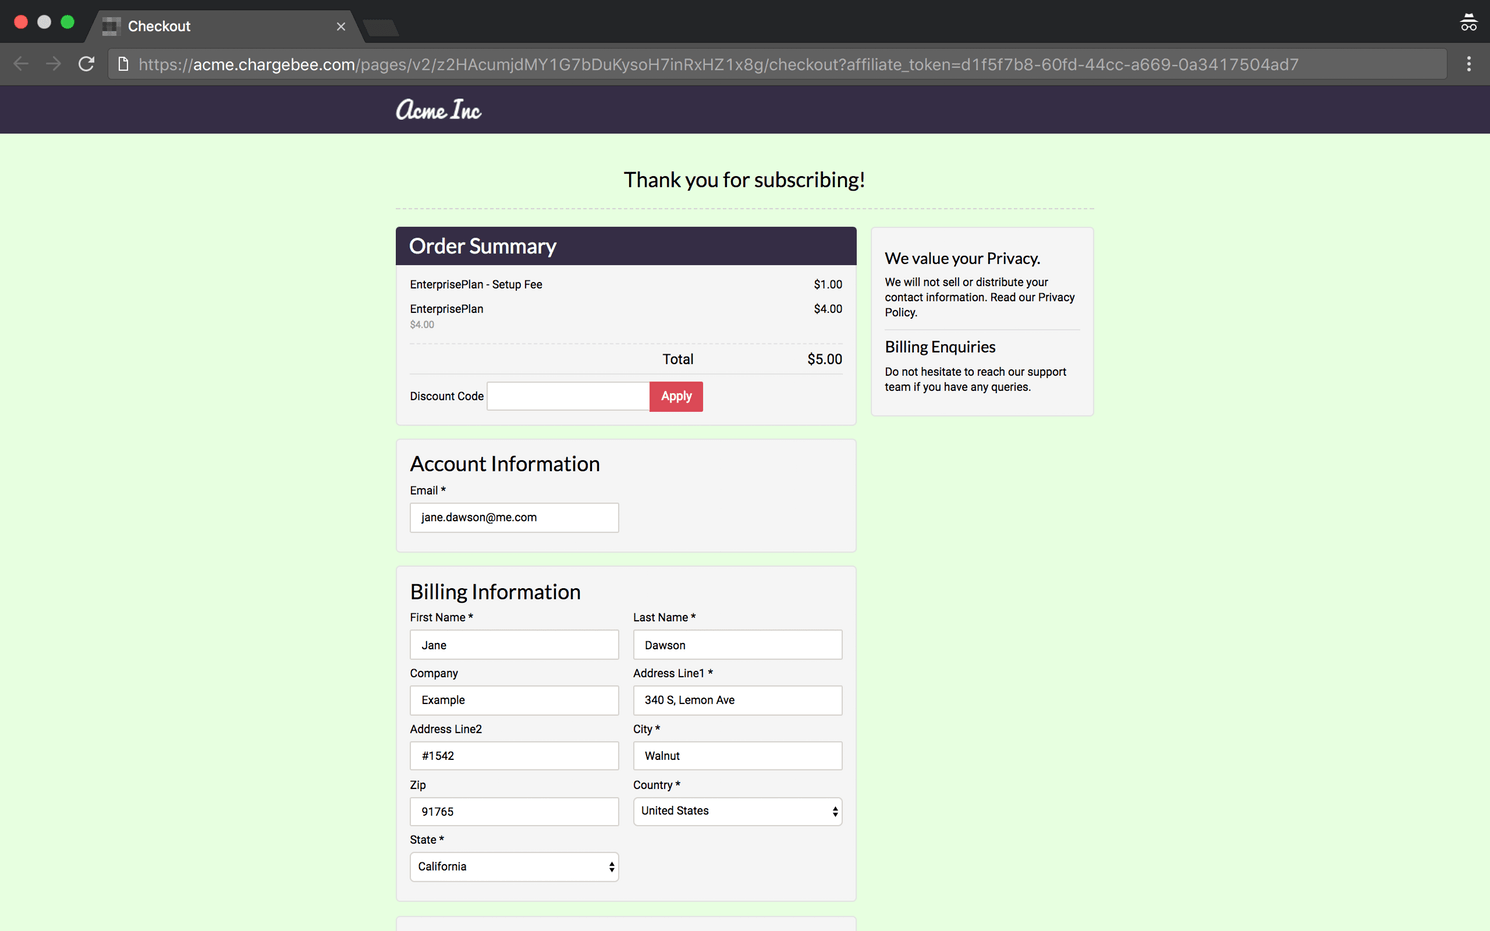 Checkout
https://acme.chargebee.com/pages/v2/z2HAcumjdMY1G7bDuKysoH7inRxHZ1x8g/checkout?affiliate_token=d1f5f7b8-60fd-44cc-a669-0a3417504ad7
Acme Inc
Thank you for subscribing!
Order Summary
EnterprisePlan - Setup Fee $1.00
EnterprisePlan $4.00
$4.00
Total $5.00
Discount Code Apply
We value your Privacy.
We will not sell or distribute your
contact information. Read our Privacy
Policy.
Billing Enquiries
Do not hesitate to reach our support
team if you have any queries.
Account Information
Email *
jane.dawson@me.com
Billing Information
First Name * Last Name *
Jane Dawson
Company Address Line1 *
Example 340 S, Lemon Ave
Address Line2 City *
#1542 Walnut
Zip Country *
91765 United States
State *
California